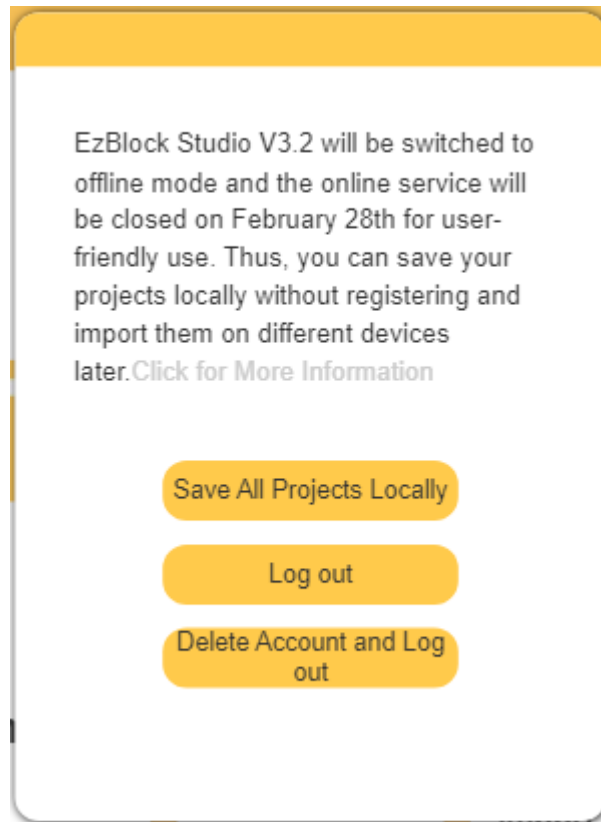 EzBlock Studio V3.2 will be switched to
offline mode and the online service will
be closed on February 28th for user-
friendly use. Thus, you can save your
projects locally without registering and
import them on different devices
later.Click for More Information
Save All Projects Locally
Log out
Delete Account and Log
out